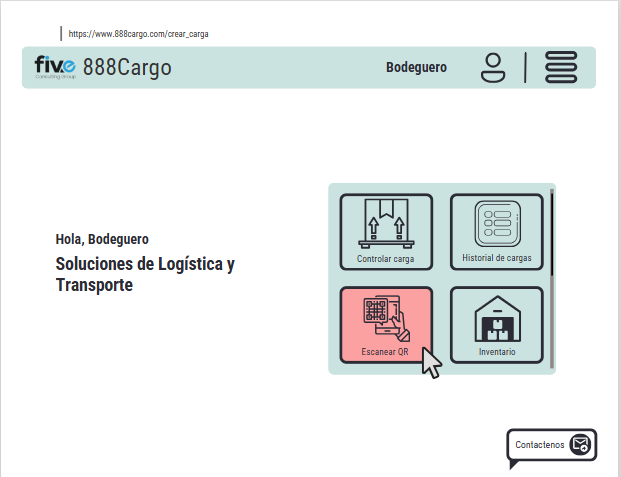 https://www.888cargo.com/crear_carga
five
Consulting Group
888Cargo
Bodeguero
Hola, Bodeguero
Soluciones de Logística y
Transporte
Controlar carga
Historial de cargas
Escanear QR
Inventario
Contactenos